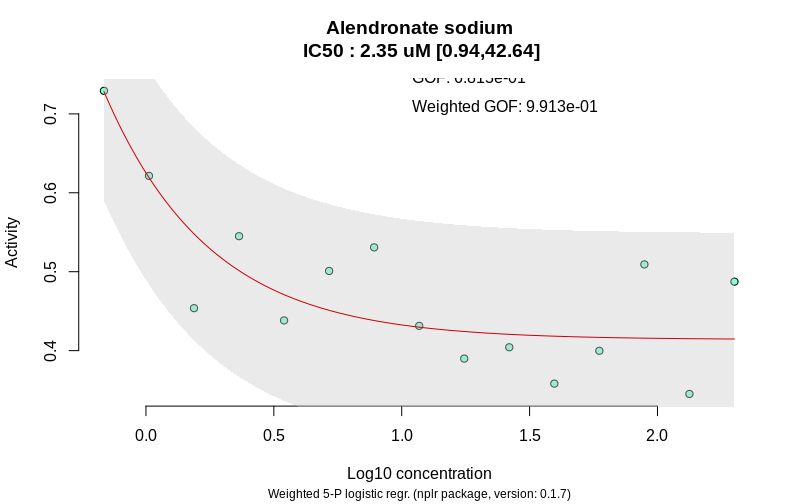 Alendronate sodium
IC50 : 2.35 uM [0.94,42.64]
Weighted GOF: 9.913e-01
0.7
0.6
0.5
0.4
Activity
0.0 0.5 1.0 1.5 2.0
Log10 concentration
Weighted 5-P logistic regr. (nplr package, version: 0.1.7)